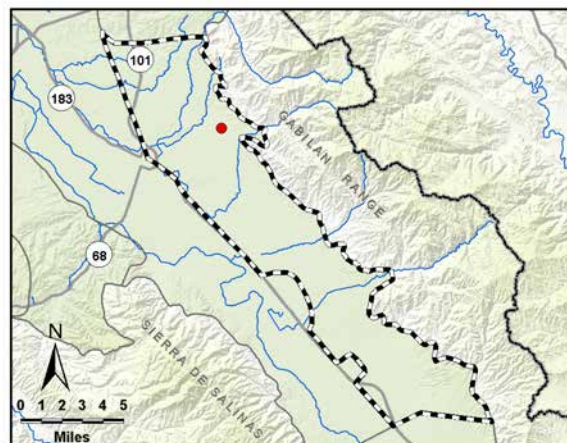 101
183
GABILAN RANGE
68
SIERRA DE SALINAS
N
0 1 2 3 4 5
Miles